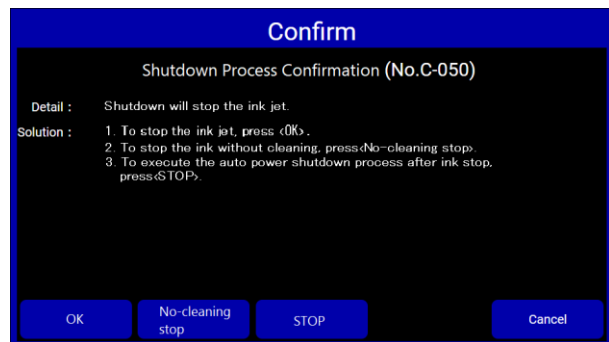 Confirm
Shutdown Process Confirmation (No.C-050)
Detail : Shutdown will stop the ink jet.
Solution : 1. To stop the ink jet, press <OK>.
2. To stop the ink without cleaning, press<No-cleaning stop>.
3. To execute the auto power shutdown process after ink stop,
press<STOP>.
OK
No-cleaning
stop
STOP
Cancel